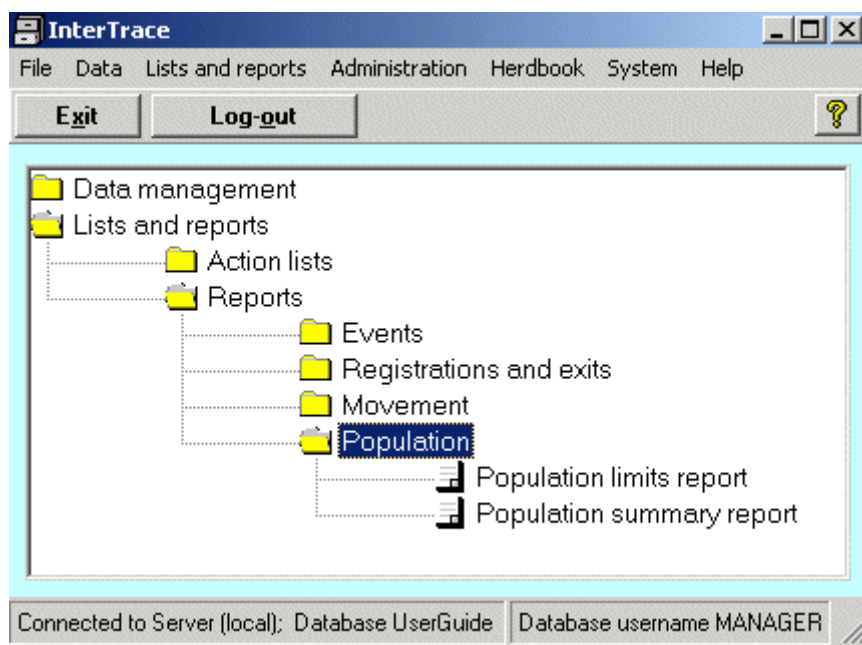 InterTrace
File Data Lists and reports Administration Herdbook System Help
Exit Log-out ?
Data management
Lists and reports
Action lists
Reports
Events
Registrations and exits
Movement
Population
Population limits report
Population summary report
Connected to Server (local); Database UserGuide Database username MANAGER